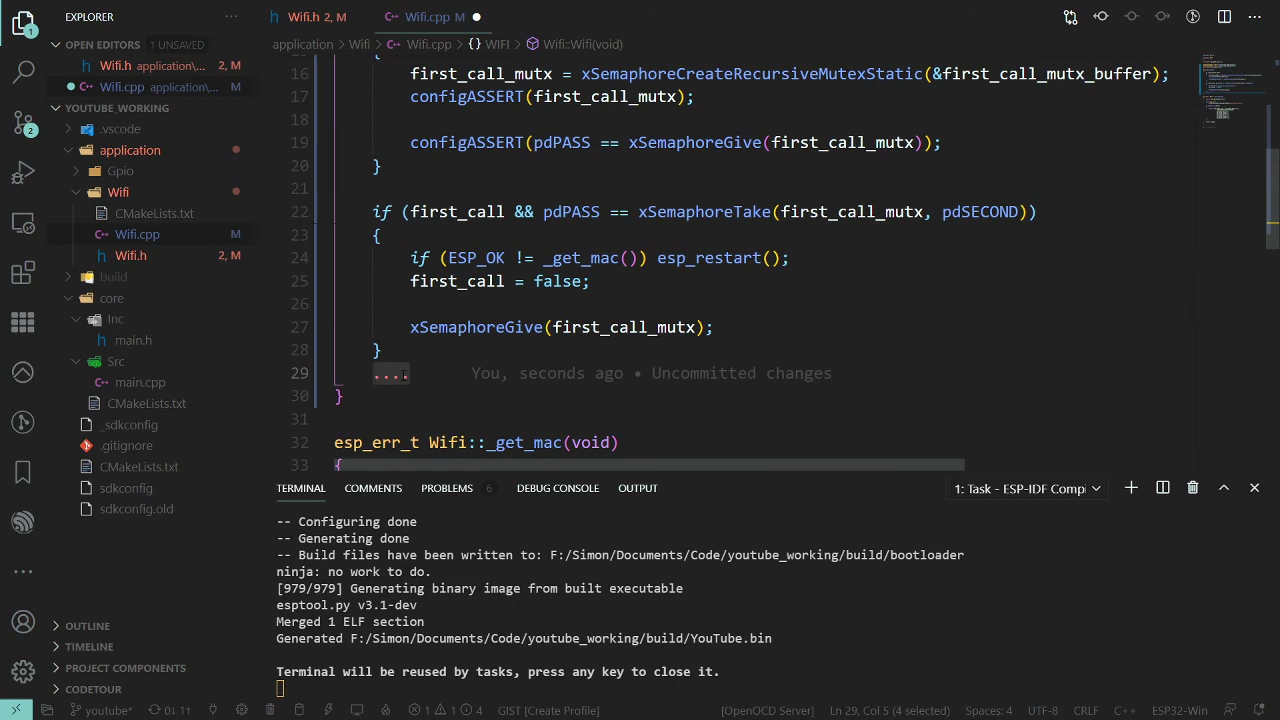 EXPLORER
OPEN EDITORS 1 UNSAVED
Wifi.h application\... 2, M
Wifi.cpp application\... M
YOUTUBE_WORKING
.vscode
application
Gpio
Wifi
CMakeLists.txt
Wifi.cpp M
Wifi.h 2, M
build
core
Inc
main.h
Src
main.cpp
CMakeLists.txt
_sdkconfig
.gitignore
CMakeLists.txt
sdkconfig
sdkconfig.old
OUTLINE
TIMELINE
PROJECT COMPONENTS
CODETOUR
Wifi.h 2, M
Wifi.cpp M
application > Wifi > Wifi.cpp > {} WIFI > Wifi::Wifi(void)
{
16 first_call_mutx = xSemaphoreCreateRecursiveMutexStatic(&first_call_mutx_buffer);
17 configASSERT(first_call_mutx);
18
19 configASSERT(pdPASS == xSemaphoreGive(first_call_mutx));
20 }
21
22 if (first_call && pdPASS == xSemaphoreTake(first_call_mutx, pdSECOND))
23 {
24 if (ESP_OK != _get_mac()) esp_restart();
25 first_call = false;
26
27 xSemaphoreGive(first_call_mutx);
28 }
29 .... You, seconds ago • Uncommitted changes
30 }
31
32 esp_err_t Wifi::_get_mac(void)
33 {
TERMINAL COMMENTS PROBLEMS 6 DEBUG CONSOLE OUTPUT
1: Task - ESP-IDF Compi
-- Configuring done
-- Generating done
-- Build files have been written to: F:/Simon/Documents/Code/youtube_working/build/bootloader
ninja: no work to do.
[979/979] Generating binary image from built executable
esptool.py v3.1-dev
Merged 1 ELF section
Generated F:/Simon/Documents/Code/youtube_working/build/YouTube.bin
Terminal will be reused by tasks, press any key to close it.
youtube* 0↓ 11↑ 1 1 4 GIST [Create Profile] [OpenOCD Server] Ln 29, Col 5 (4 selected) Spaces: 4 UTF-8 CRLF C++ ESP32-Win